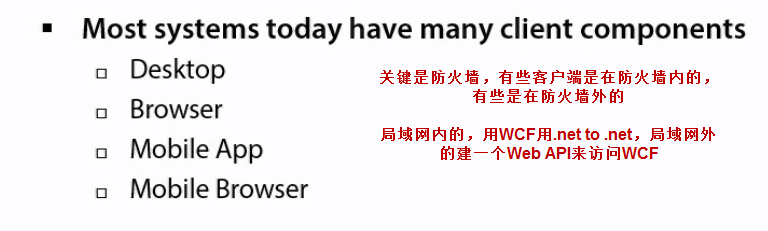 ▪ Most systems today have many client components
▫ Desktop
▫ Browser
▫ Mobile App
▫ Mobile Browser
关键是防火墙，有些客户端是在防火墙内的，
有些是在防火墙外的
局域网内的，用WCF用.net to .net，局域网外
的建一个Web API来访问WCF